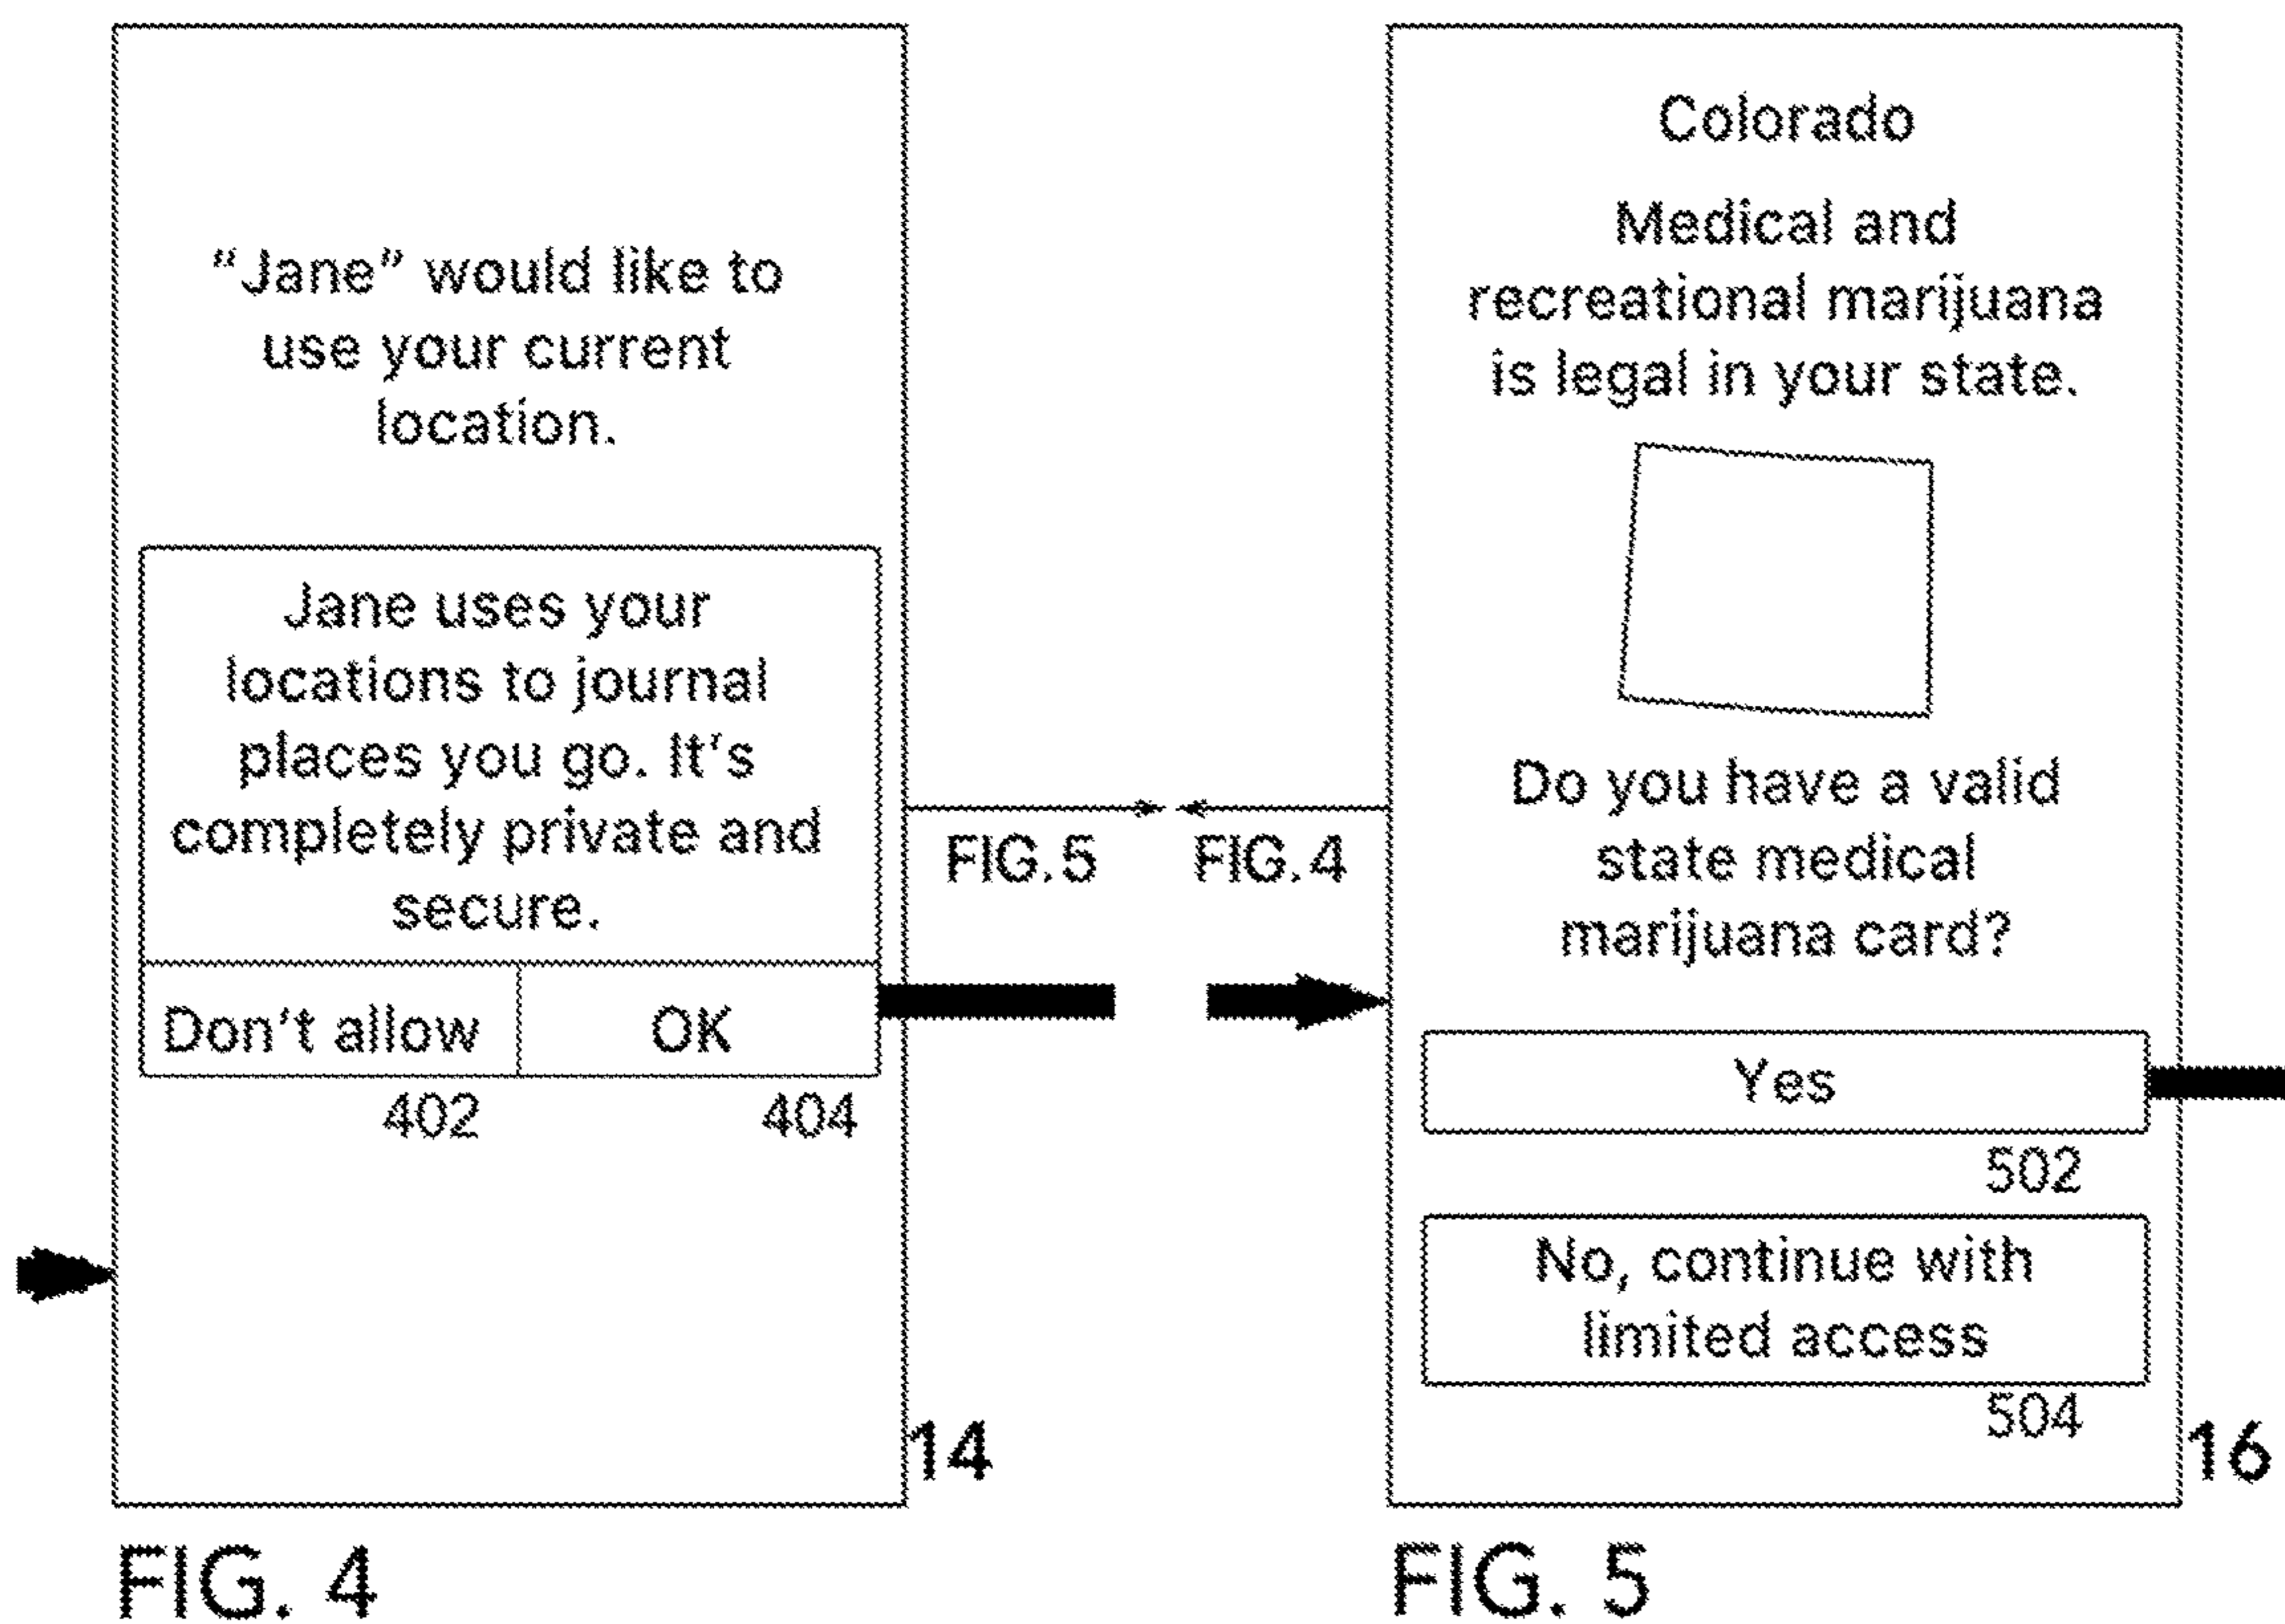 “Jane” would like to
use your current
location.
Jane uses your
locations to journal
places you go. It’s
completely private and
secure.
Don’t allow
OK
402
404
14
FIG. 4
FIG. 5
FIG. 4
Colorado
Medical and
recreational marijuana
is legal in your state.
Do you have a valid
state medical
marijuana card?
Yes
502
No, continue with
limited access
504
16
FIG. 5